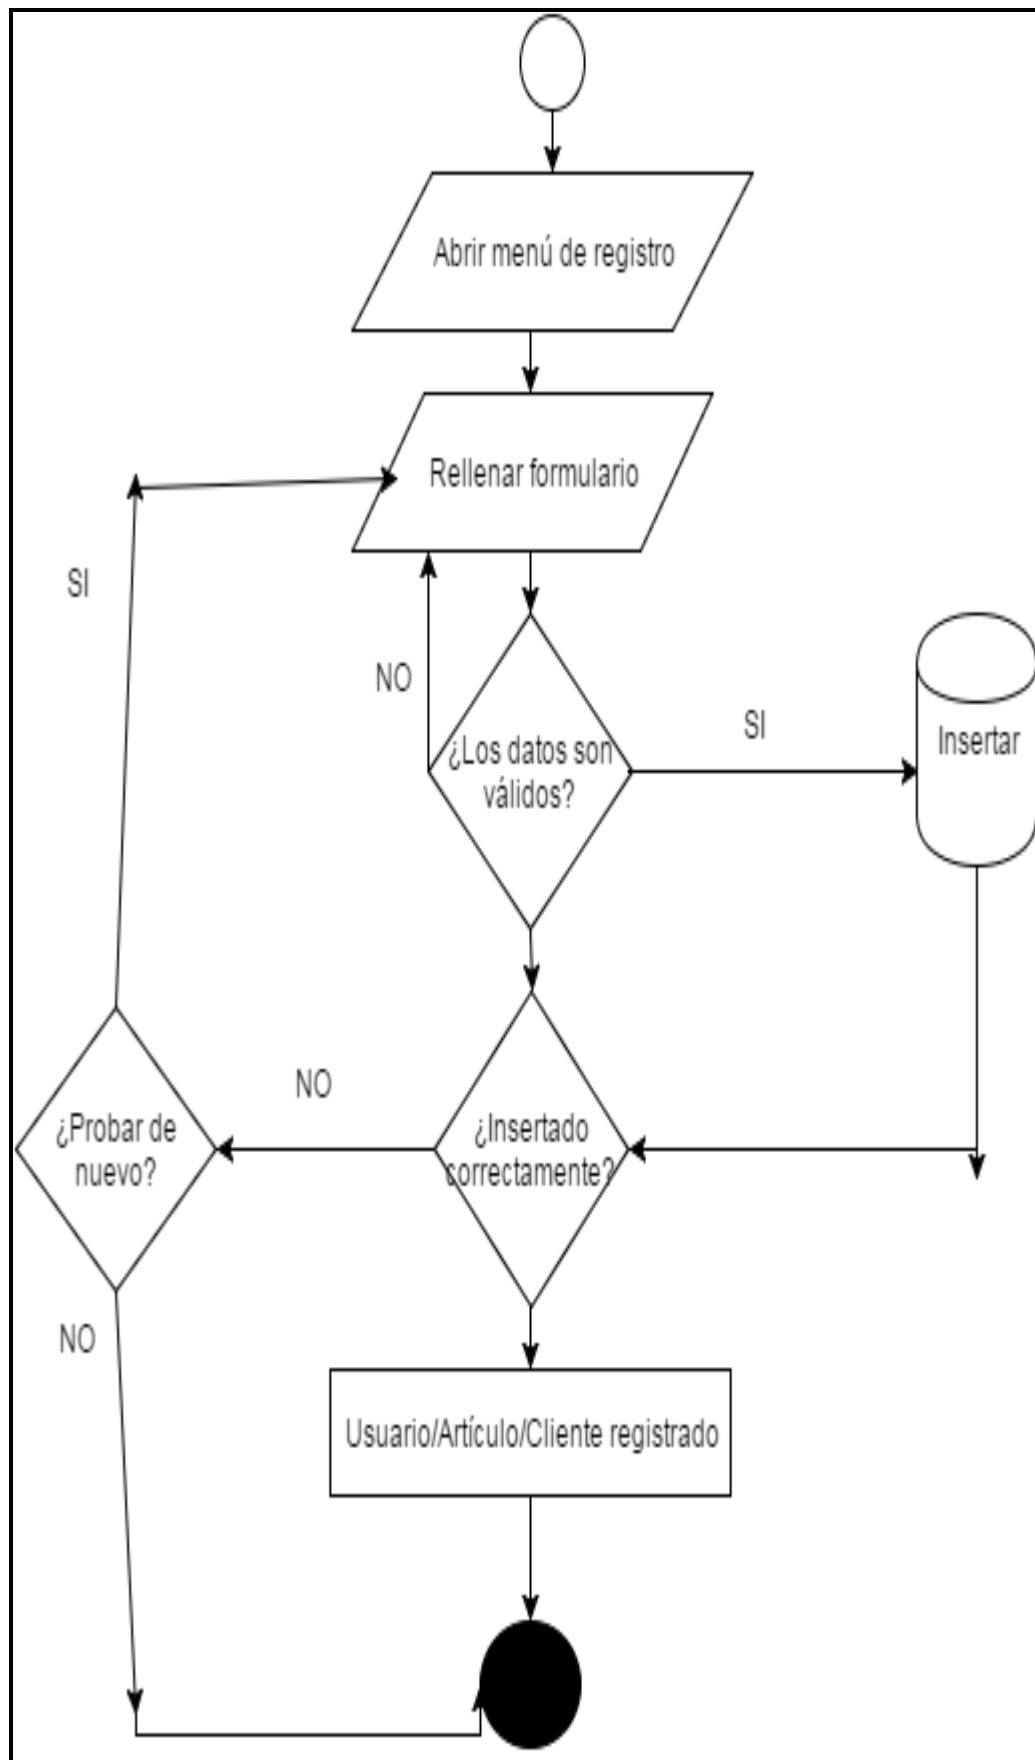 Abrir menú de registro
Rellenar formulario
SI
NO
SI
Insertar
¿Los datos son
válidos?
NO
¿Probar de
nuevo?
¿Insertado
correctamente?
NO
Usuario/Artículo/Cliente registrado